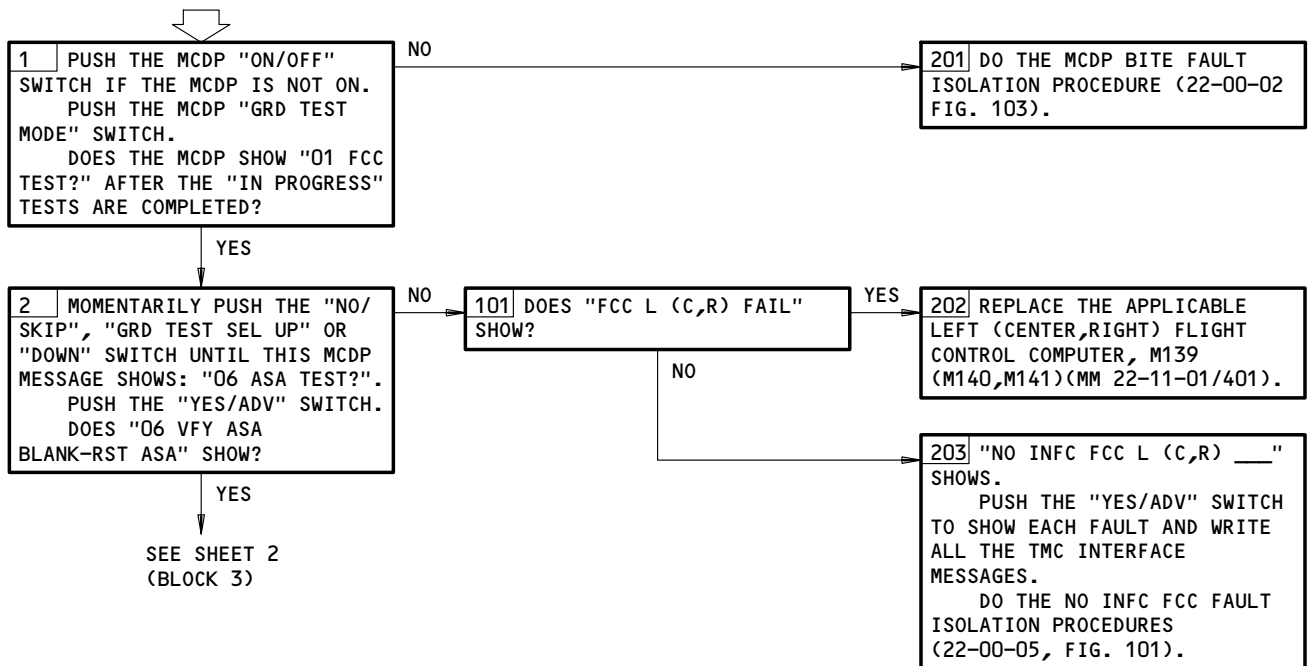 1 PUSH THE MCDP "ON/OFF"
SWITCH IF THE MCDP IS NOT ON.
PUSH THE MCDP "GRD TEST
MODE" SWITCH.
DOES THE MCDP SHOW "01 FCC
TEST?" AFTER THE "IN PROGRESS"
TESTS ARE COMPLETED?
NO
201 DO THE MCDP BITE FAULT
ISOLATION PROCEDURE (22-00-02
FIG. 103).
YES
2 MOMENTARILY PUSH THE "NO/
SKIP", "GRD TEST SEL UP" OR
"DOWN" SWITCH UNTIL THIS MCDP
MESSAGE SHOWS: "06 ASA TEST?".
PUSH THE "YES/ADV" SWITCH.
DOES "06 VFY ASA
BLANK-RST ASA" SHOW?
NO
101 DOES "FCC L (C,R) FAIL"
SHOW?
YES
202 REPLACE THE APPLICABLE
LEFT (CENTER,RIGHT) FLIGHT
CONTROL COMPUTER, M139
(M140,M141)(MM 22-11-01/401).
NO
203 "NO INFC FCC L (C,R) ___"
SHOWS.
PUSH THE "YES/ADV" SWITCH
TO SHOW EACH FAULT AND WRITE
ALL THE TMC INTERFACE
MESSAGES.
DO THE NO INFC FCC FAULT
ISOLATION PROCEDURES
(22-00-05, FIG. 101).
YES
SEE SHEET 2
(BLOCK 3)